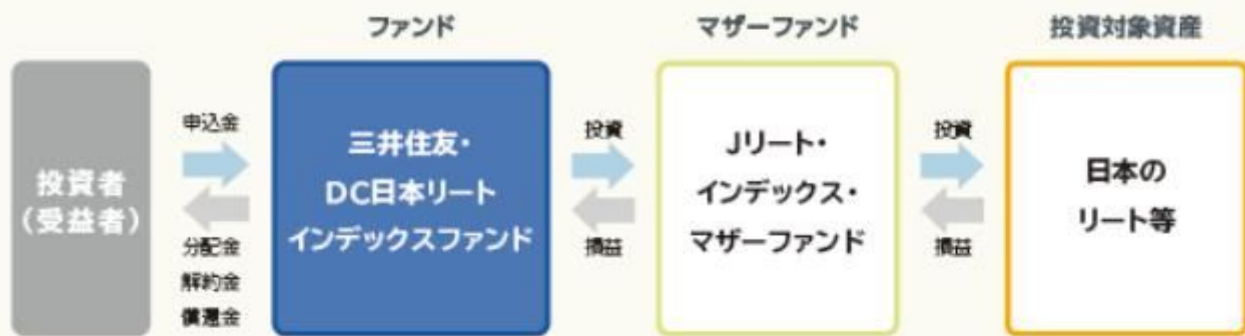 ファンド
マザーファンド
投資対象資産
投資者
(受益者)
申込金
分配金
解約金
償還金
三井住友・
DC日本リート
インデックスファンド
投資
損益
Jリート・
インデックス・
マザーファンド
投資
損益
日本の
リート等